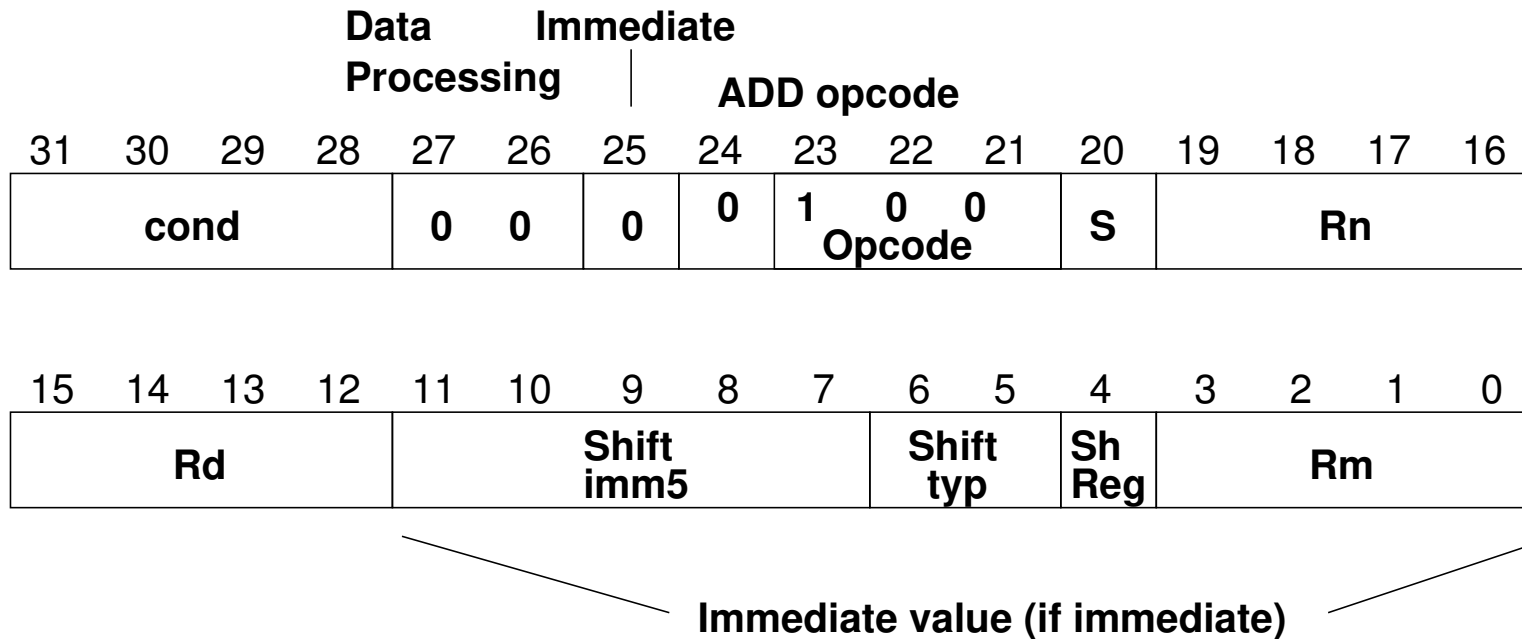 Data Immediate
Processing
ADD opcode
31 30 29 28 27 26 25 24 23 22 21 20 19 18 17 16
cond 0 0 0 0 1 0 0 S Rn
Opcode
15 14 13 12 11 10 9 8 7 6 5 4 3 2 1 0
Rd Shift Shift Sh Rm
imm5 typ Reg
Immediate value (if immediate)